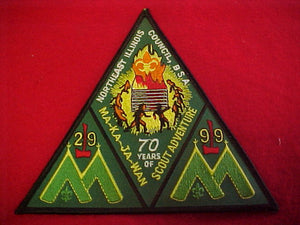 NORTHEAST ILLINOIS
COUNCIL, B.S.A.
MA-KA-JA-WAN
70
YEARS
OF
SCOUT ADVENTURE
29
99